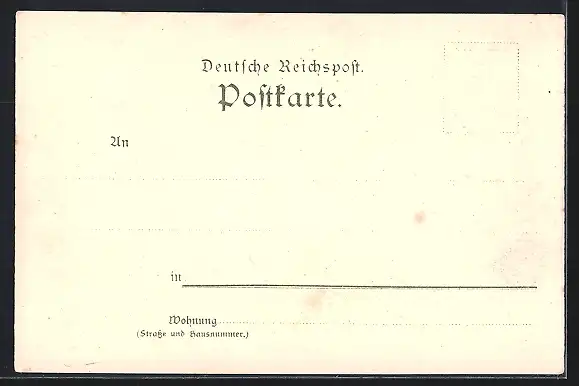 Deutſche Reichspoſt.
Poſtkarte.
An
in
Wohnung
(Straße und Hausnummer.)